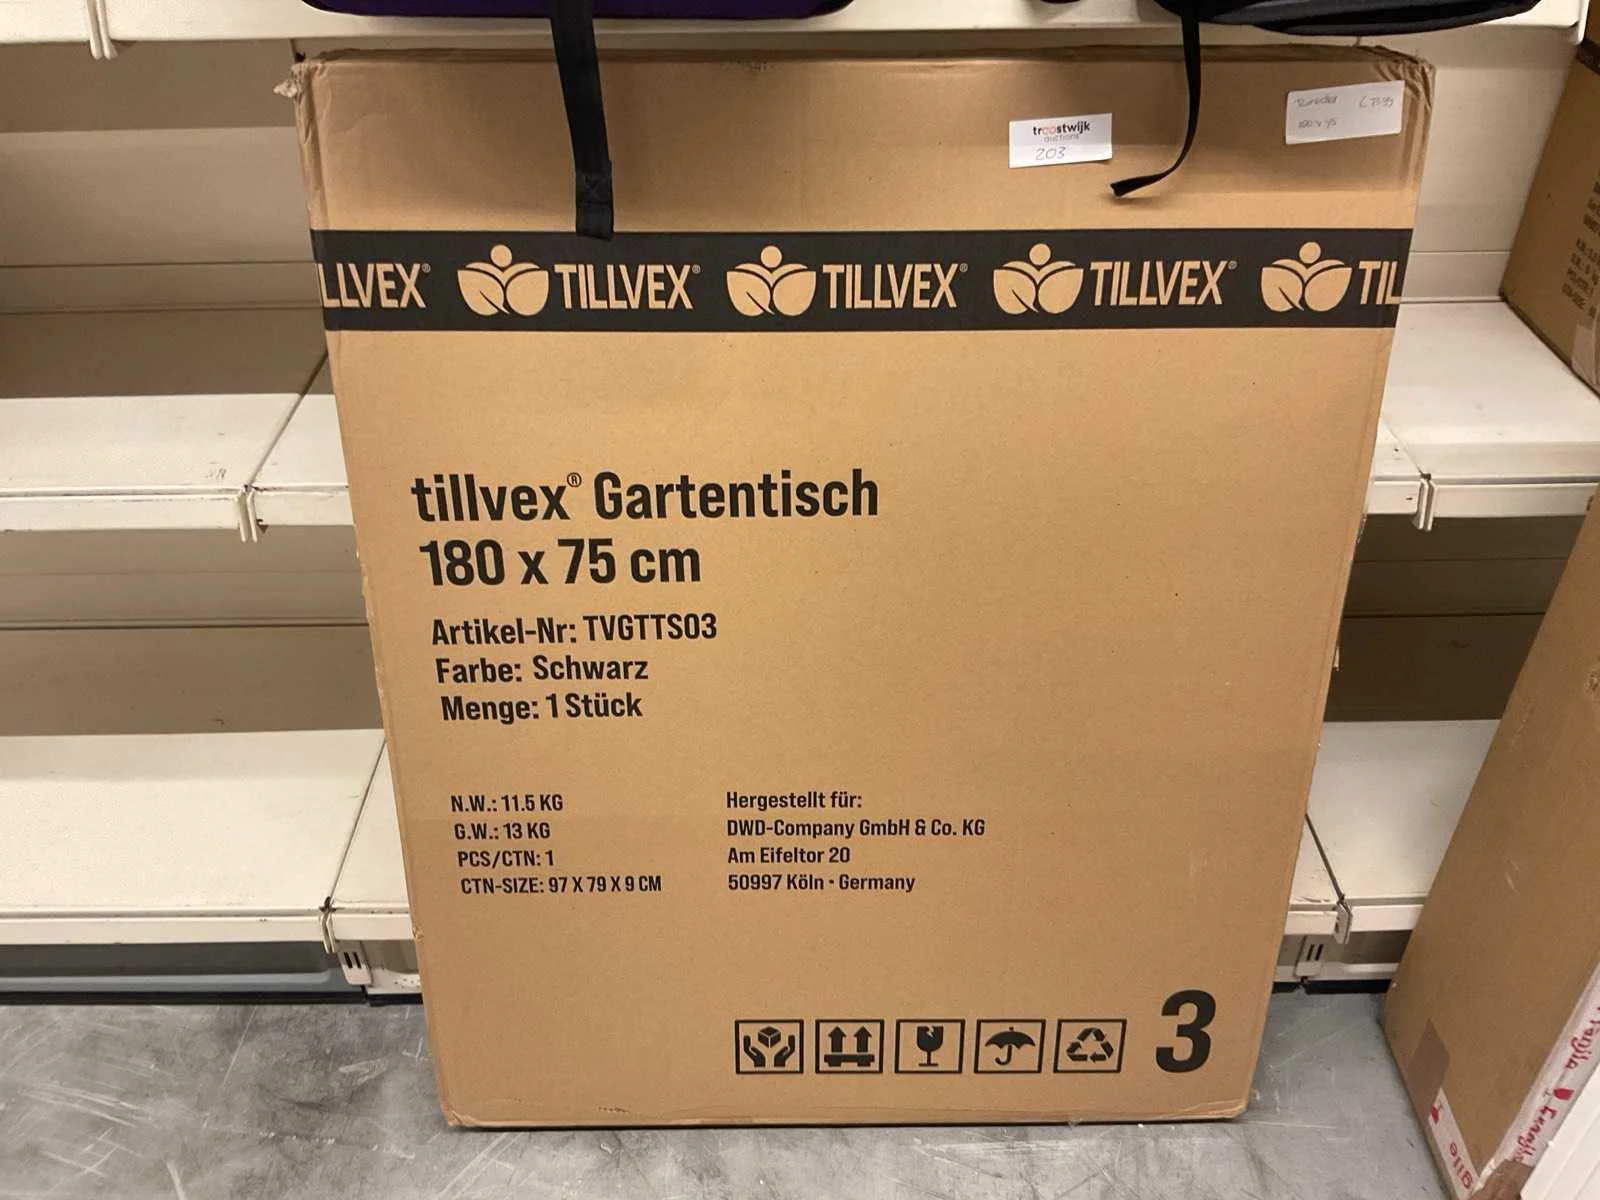 troostwijk
auctions
203
LLVEX® TILLVEX® TILLVEX® TILLVEX® TIL
tillvex® Gartentisch
180 x 75 cm
Artikel-Nr: TVGTTS03
Farbe: Schwarz
Menge: 1 Stück
N.W.: 11.5 KG
G.W.: 13 KG
PCS/CTN: 1
CTN-SIZE: 97 X 79 X 9 CM
Hergestellt für:
DWD-Company GmbH & Co. KG
Am Eifeltor 20
50997 Köln · Germany
3